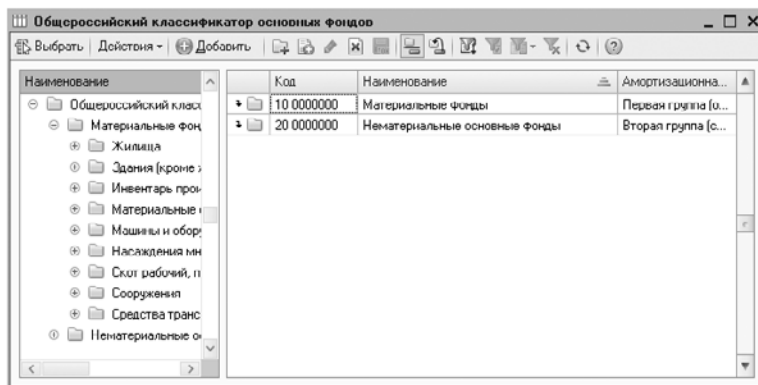 Общероссийский классификатор основных фондов
Выбрать Действия Добавить
Наименование
Общероссийский класс
Материальные фон
Жилища
Здания (кроме
Инвентарь прои
Материальные
Машины и обору
Насаждения мн
Скот рабочий, п
Сооружения
Средства транс
Нематериальные о
Код Наименование Амортизационна...
10 0000000 Материальные фонды Первая группа (о...
20 0000000 Нематериальные основные фонды Вторая группа (с...